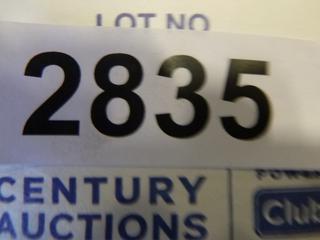 LOT NO
2835
CENTURY
AUCTIONS
Club